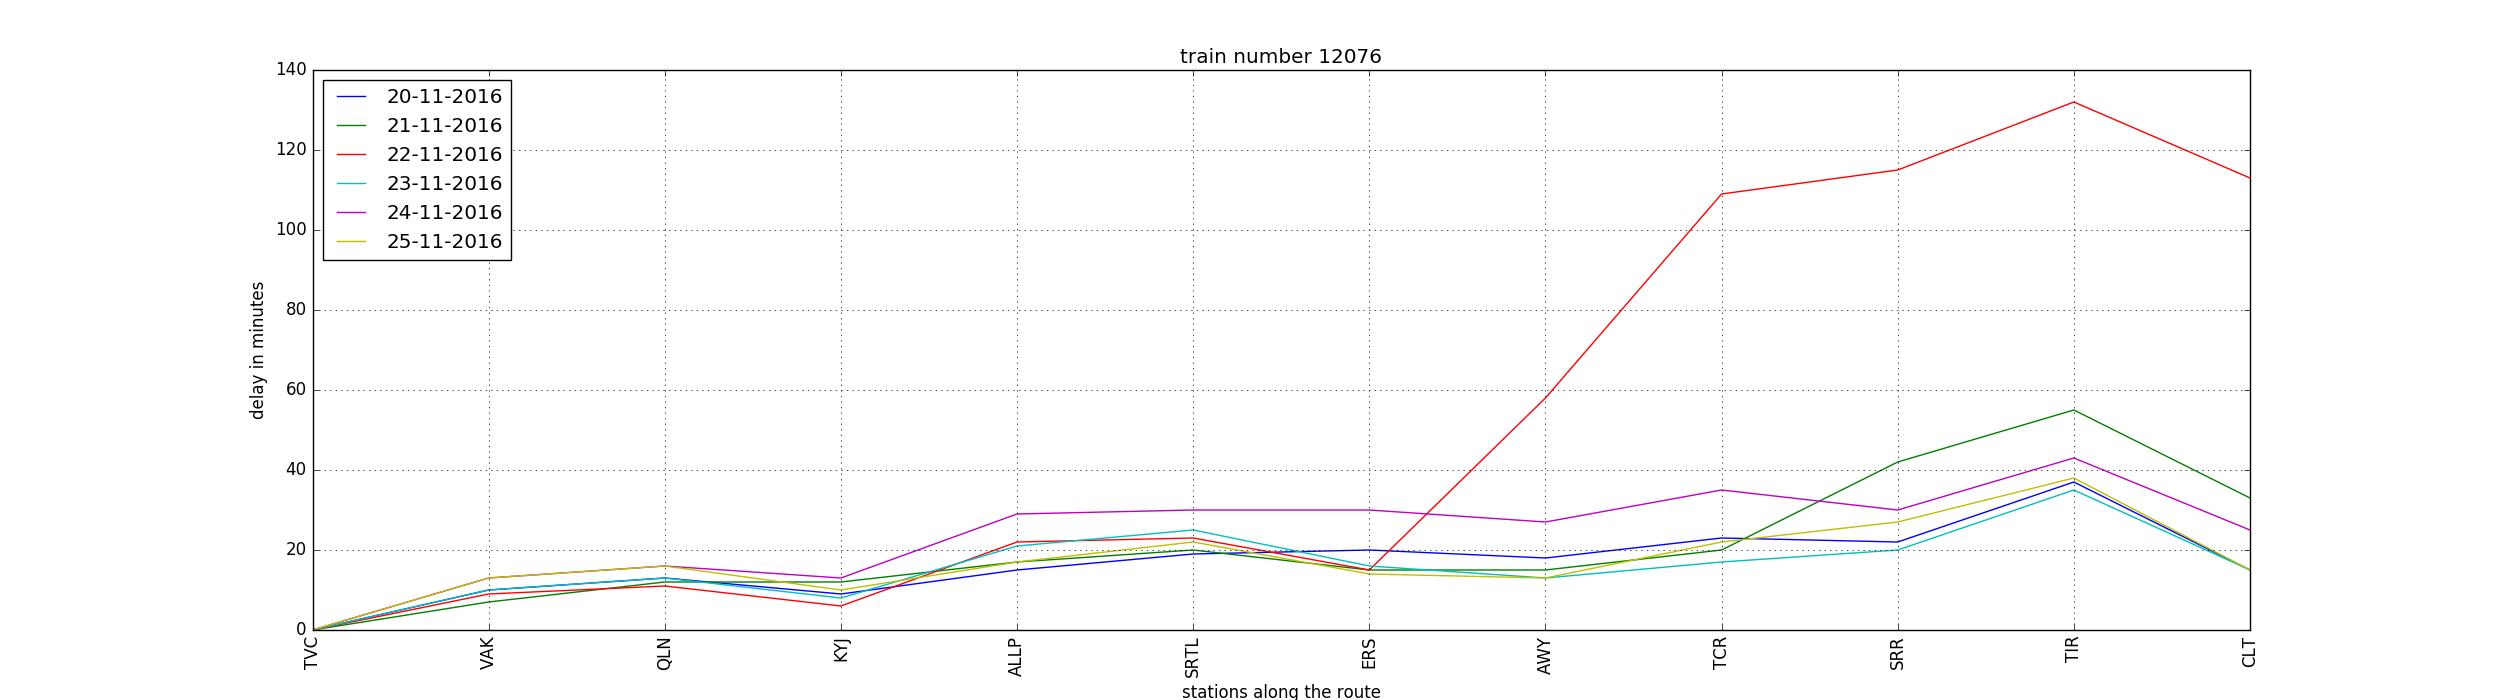 train number 12076
140
120
100
80
60
40
20
0
delay in minutes
20-11-2016
21-11-2016
22-11-2016
23-11-2016
24-11-2016
25-11-2016
TVC
VAK
QLN
KYJ
ALLP
SRTL
ERS
AWY
TCR
SRR
TIR
CLT
stations along the route